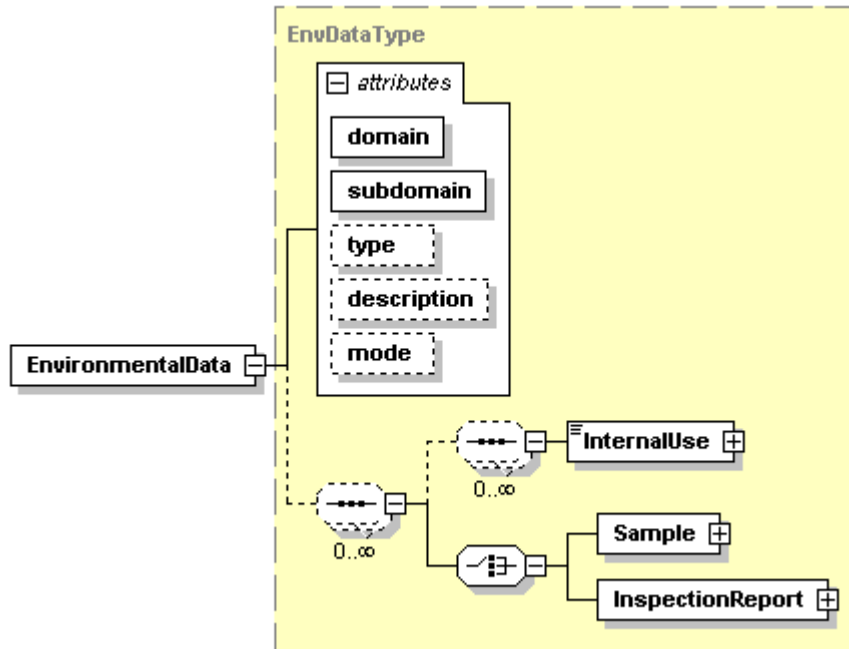 EnvDataType
attributes
domain
subdomain
type
description
mode
EnvironmentalData
InternalUse
0..∞
0..∞
Sample
InspectionReport